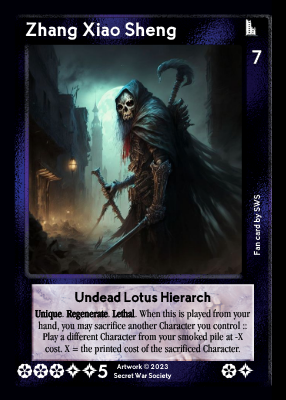 Zhang Xiao Sheng
7
Fan card by SWS
Undead Lotus Hierarch
Unique. Regenerate. Lethal. When this is played from your
hand, you may sacrifice another Character you control ::
Play a different Character from your smoked pile at -X
cost. X = the printed cost of the sacrificed Character.
5
Artwork © 2023
Secret War Society